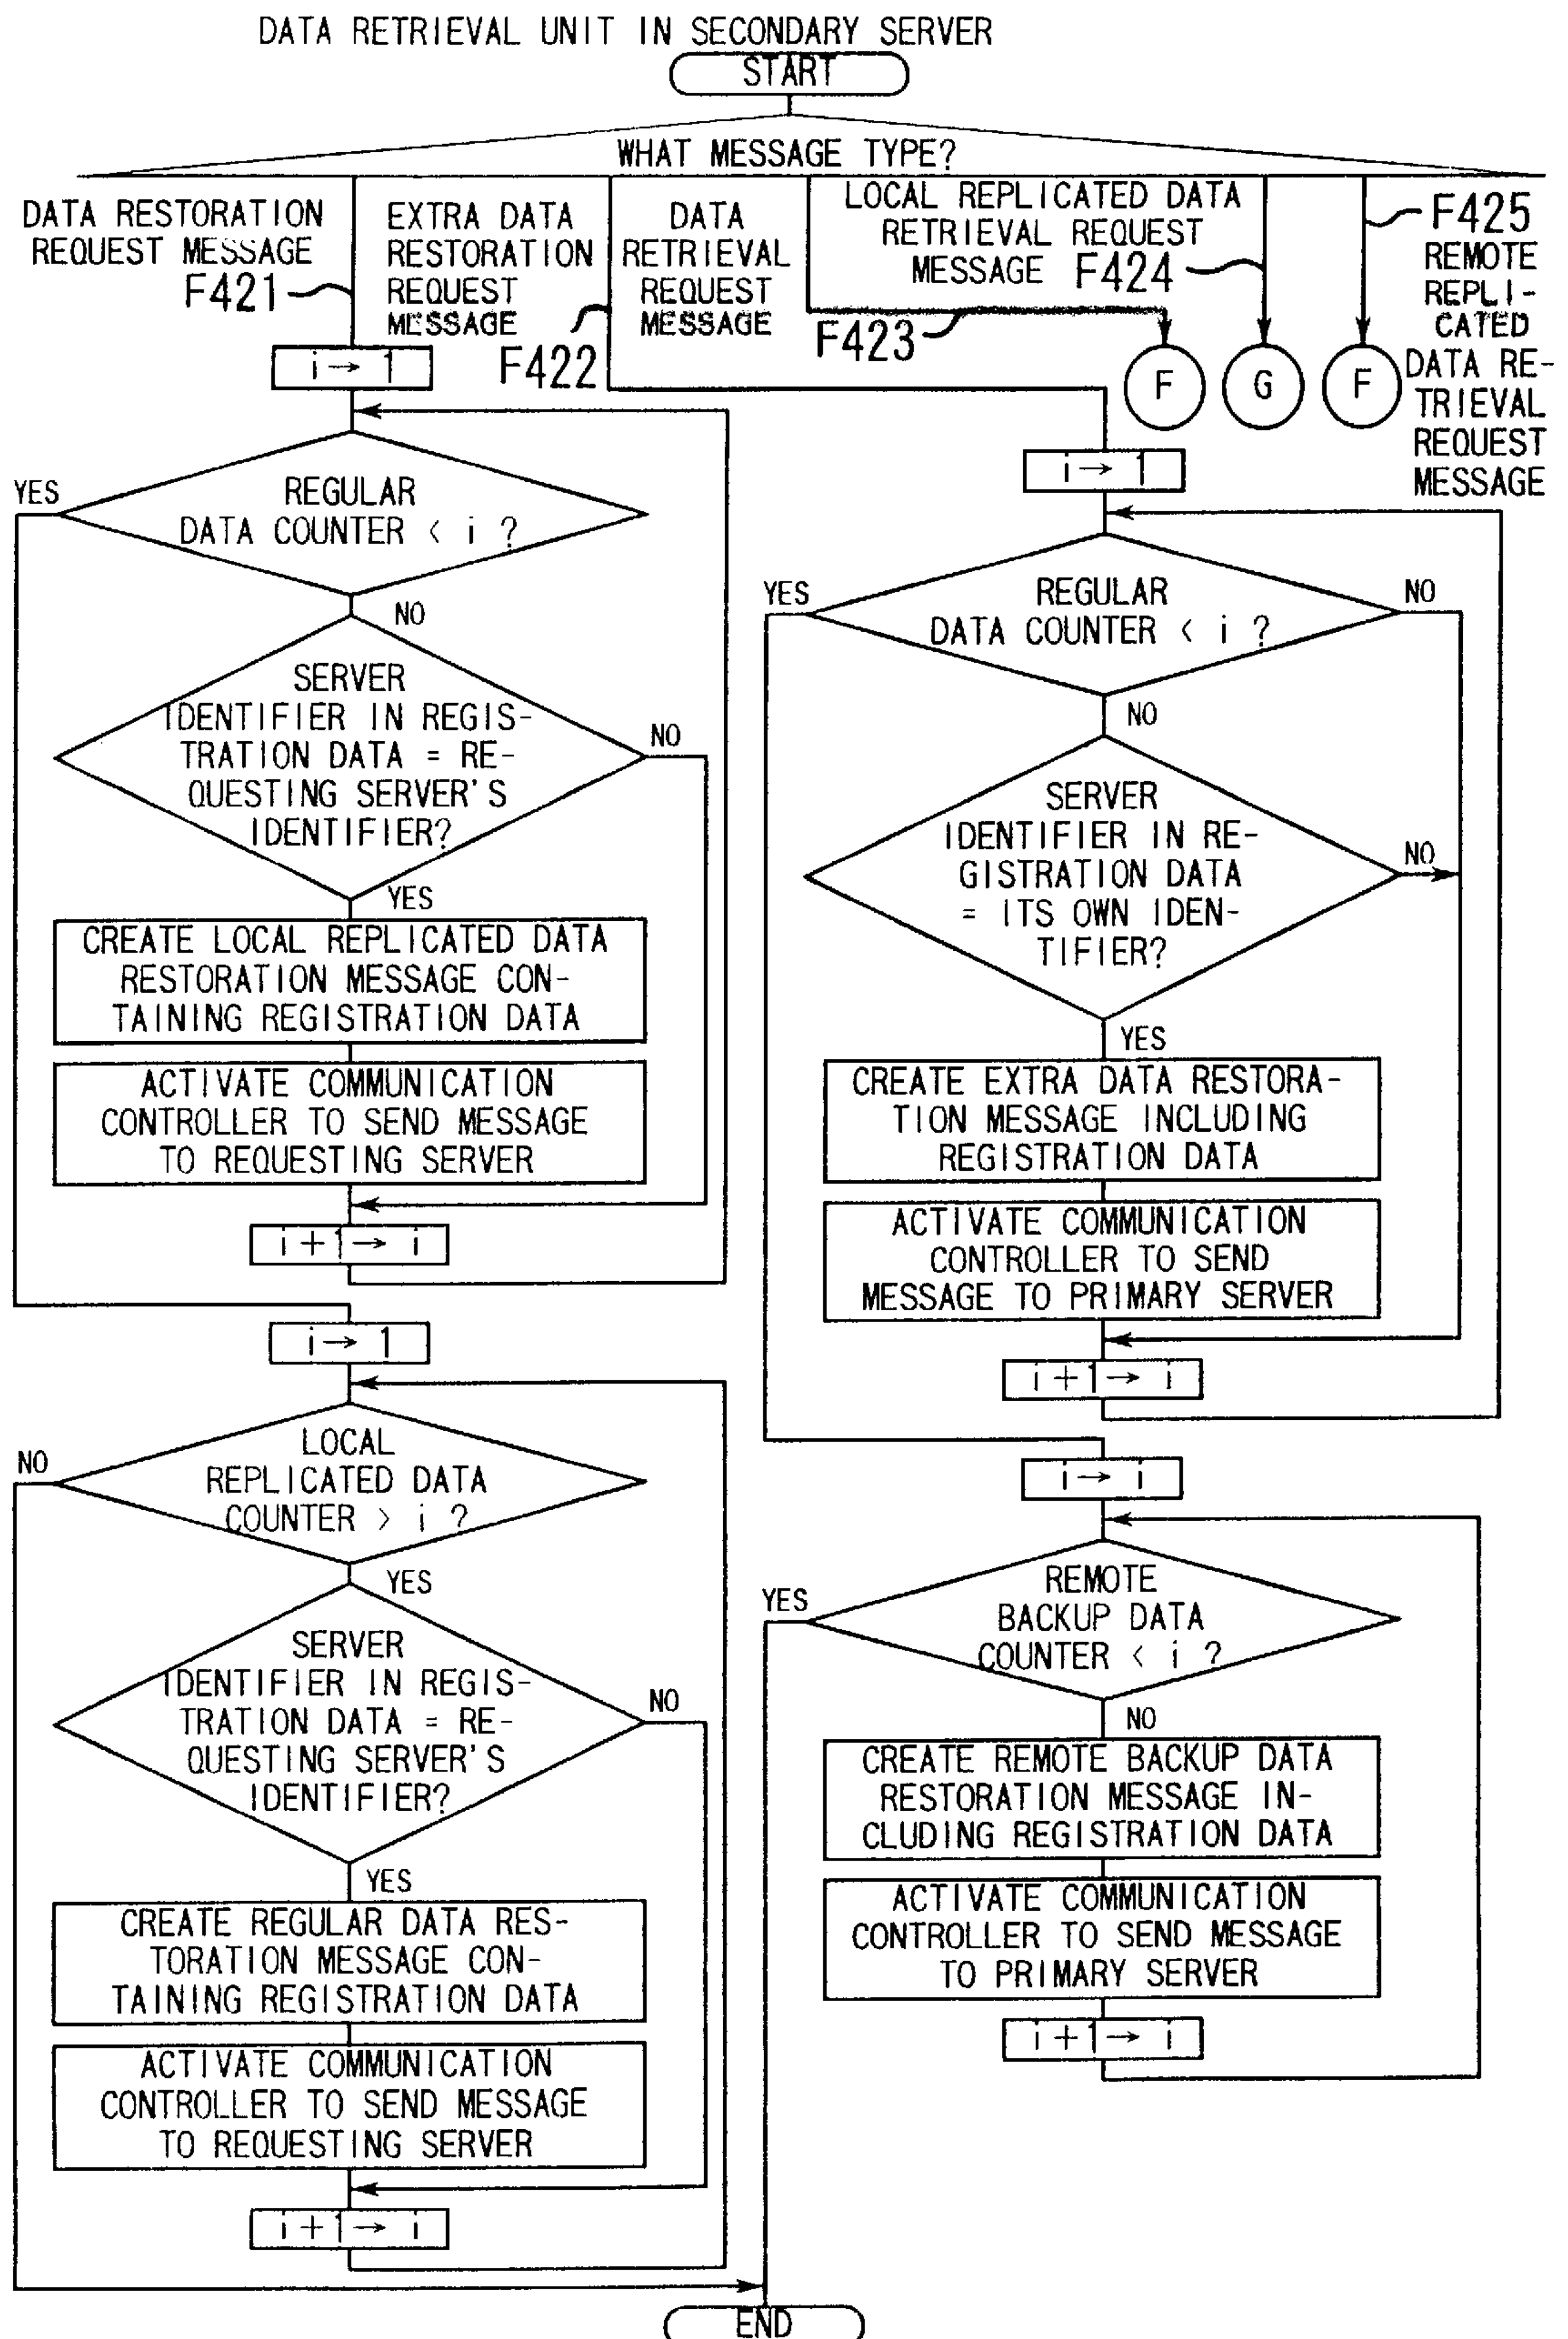 DATA RETRIEVAL UNIT IN SECONDARY SERVER
START
WHAT MESSAGE TYPE?
DATA RESTORATION
REQUEST MESSAGE
F421
EXTRA DATA
RESTORATION
REQUEST
MESSAGE
F422
DATA
RETRIEVAL
REQUEST
MESSAGE
F423
LOCAL REPLICATED DATA
RETRIEVAL REQUEST
MESSAGE F424
F425
REMOTE
REPLI-
CATED
DATA RE-
TRIEVAL
REQUEST
MESSAGE
F
G
F
i → 1
REGULAR
DATA COUNTER < i ?
YES
NO
SERVER
IDENTIFIER IN REGIS-
TRATION DATA = RE-
QUESTING SERVER'S
IDENTIFIER?
NO
YES
CREATE LOCAL REPLICATED DATA
RESTORATION MESSAGE CON-
TAINING REGISTRATION DATA
ACTIVATE COMMUNICATION
CONTROLLER TO SEND MESSAGE
TO REQUESTING SERVER
i+1 → i
i → 1
LOCAL
REPLICATED DATA
COUNTER > i ?
NO
YES
SERVER
IDENTIFIER IN REGIS-
TRATION DATA = RE-
QUESTING SERVER'S
IDENTIFIER?
NO
YES
CREATE REGULAR DATA RES-
TORATION MESSAGE CON-
TAINING REGISTRATION DATA
ACTIVATE COMMUNICATION
CONTROLLER TO SEND MESSAGE
TO REQUESTING SERVER
i+1 → i
i → 1
REGULAR
DATA COUNTER < i ?
YES
NO
NO
SERVER
IDENTIFIER IN RE-
GISTRATION DATA
= ITS OWN IDEN-
TIFIER?
NO
YES
CREATE EXTRA DATA RESTORA-
TION MESSAGE INCLUDING
REGISTRATION DATA
ACTIVATE COMMUNICATION
CONTROLLER TO SEND
MESSAGE TO PRIMARY SERVER
i+1 → i
i → i
REMOTE
BACKUP DATA
COUNTER < i ?
YES
NO
CREATE REMOTE BACKUP DATA
RESTORATION MESSAGE IN-
CLUDING REGISTRATION DATA
ACTIVATE COMMUNICATION
CONTROLLER TO SEND MESSAGE
TO PRIMARY SERVER
i+1 → i
END